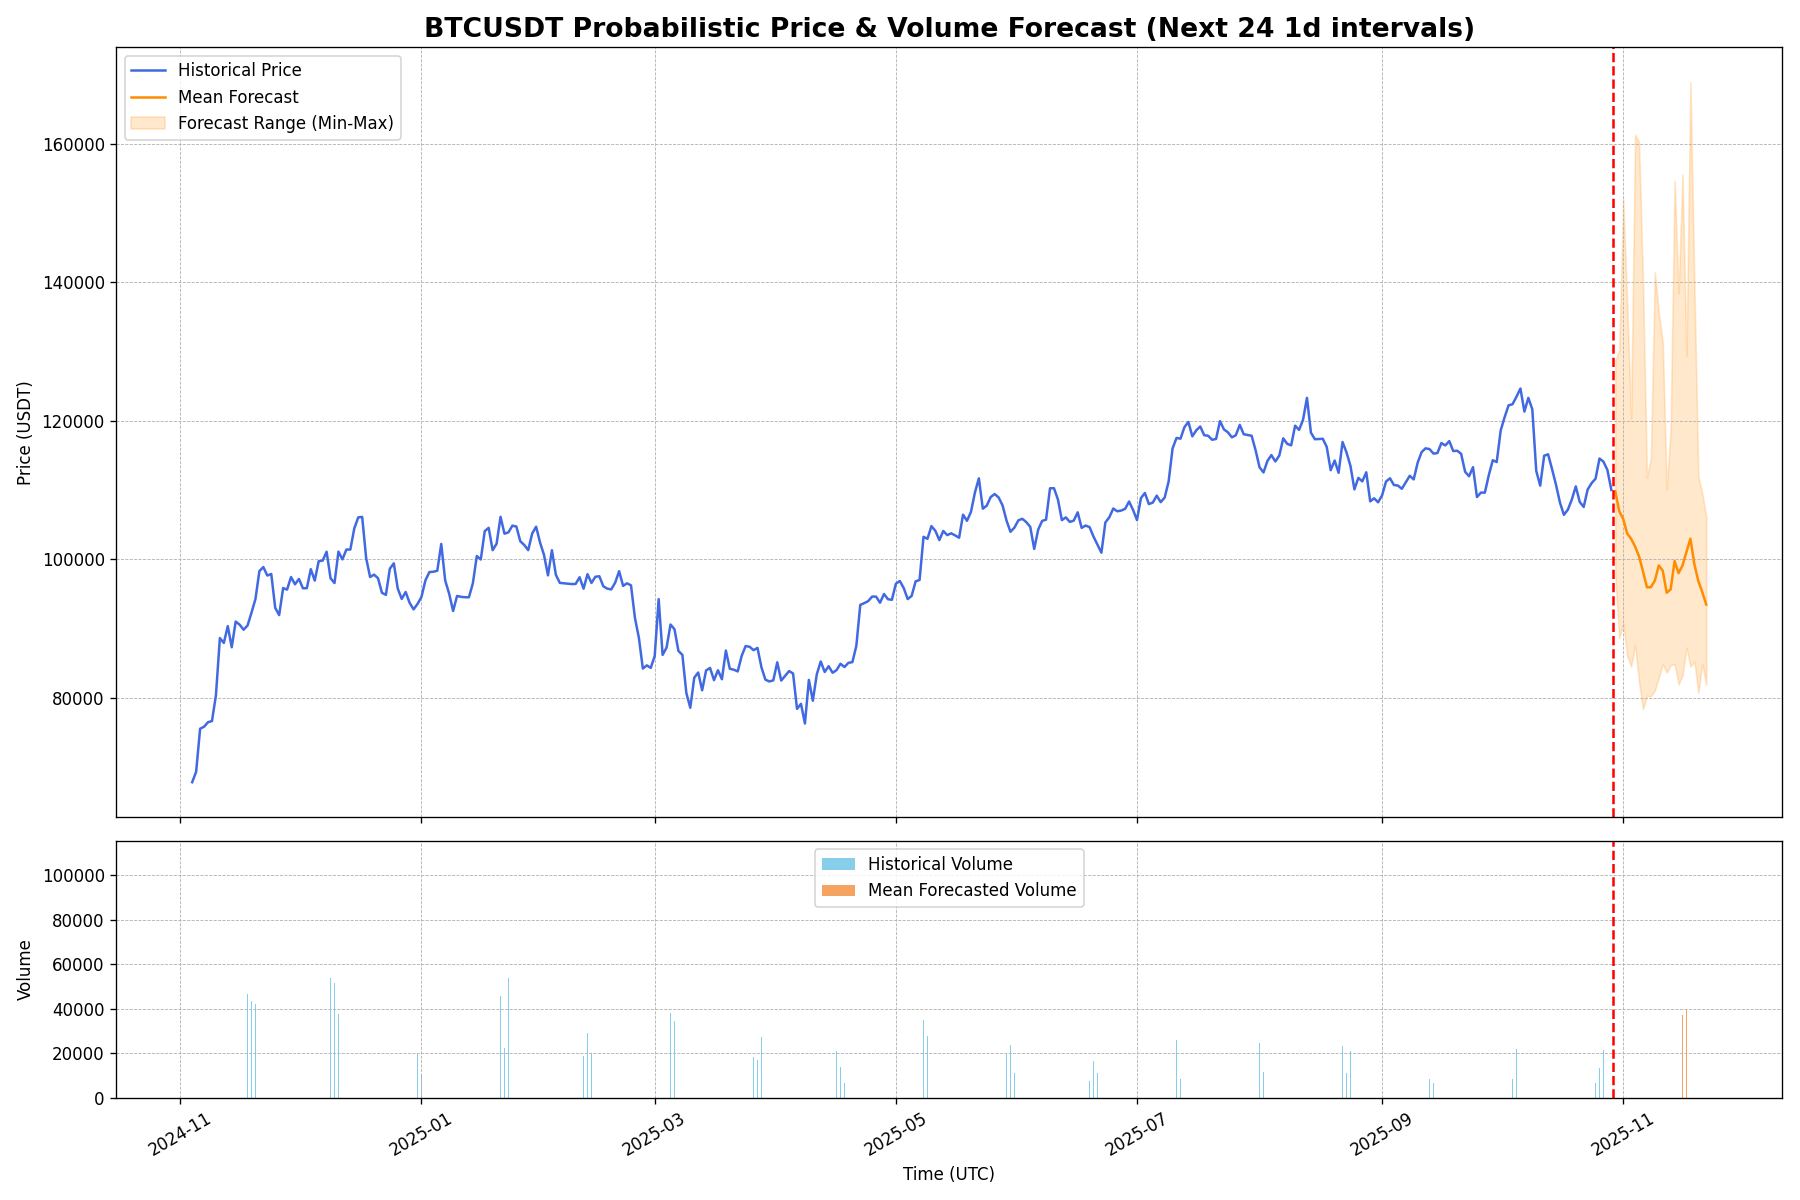 BTCUSDT Probabilistic Price & Volume Forecast (Next 24 1d intervals)
Historical Price
Mean Forecast
Forecast Range (Min-Max)
160000
140000
120000
100000
80000
Price (USDT)
Historical Volume
Mean Forecasted Volume
100000
80000
60000
40000
20000
0
Volume
2024-11
2025-01
2025-03
2025-05
2025-07
2025-09
2025-11
Time (UTC)